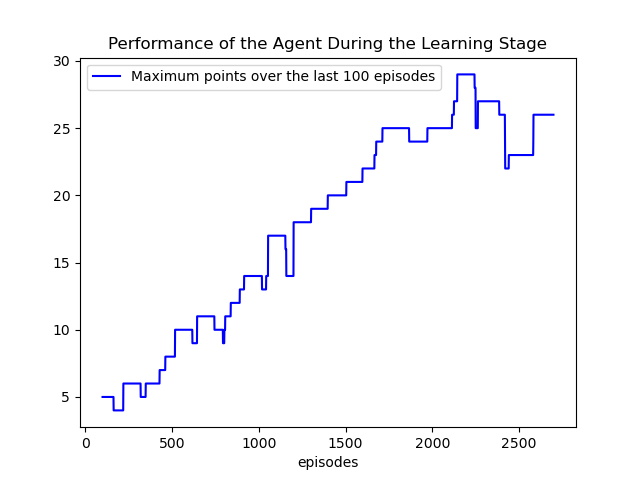 Performance of the Agent During the Learning Stage
Maximum points over the last 100 episodes
30
25
20
15
10
5
0 500 1000 1500 2000 2500
episodes